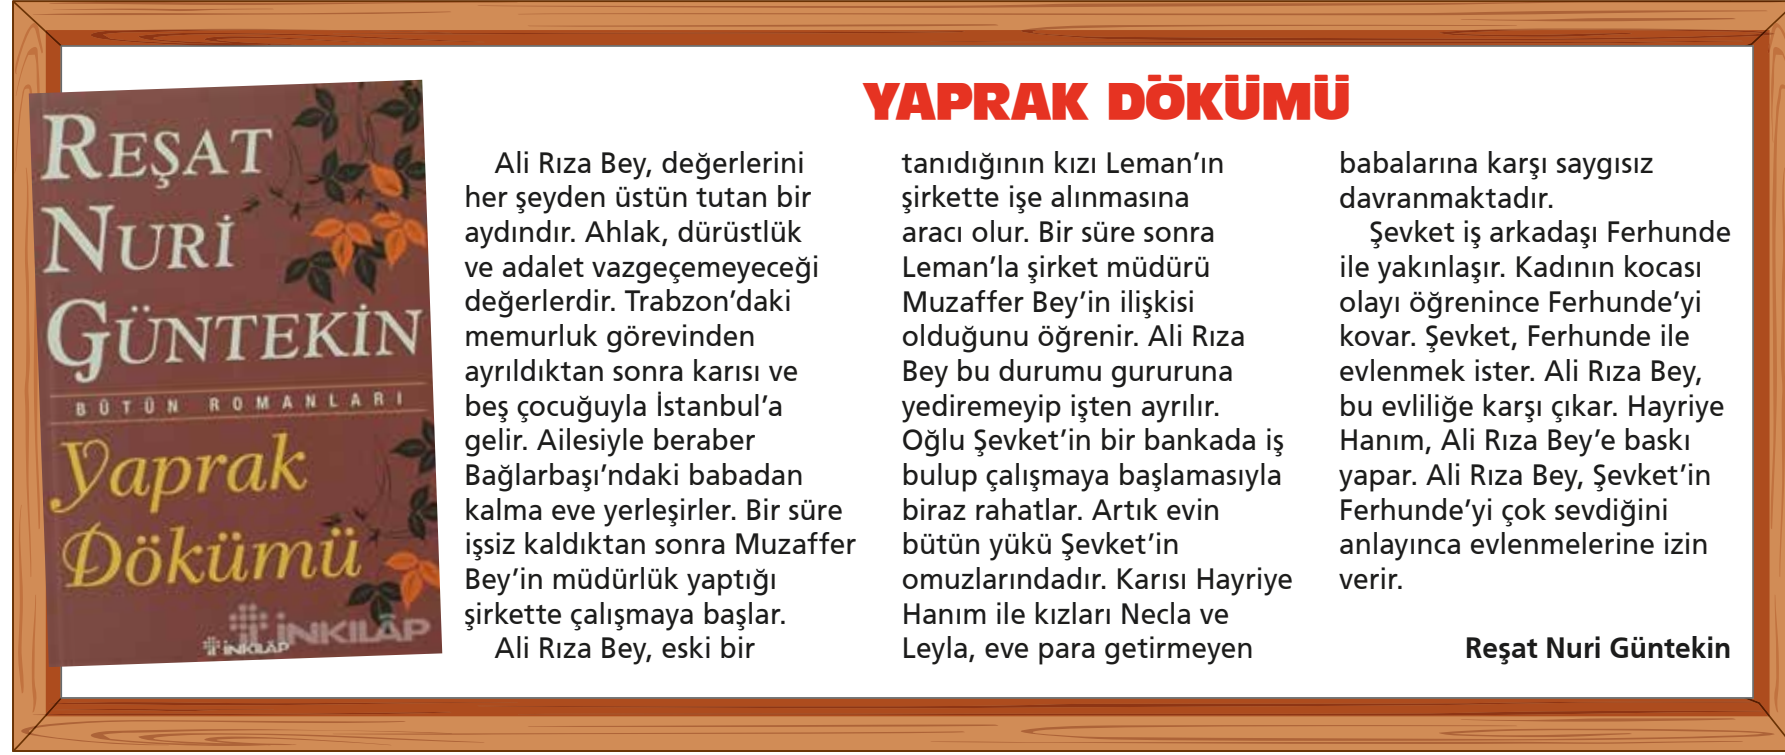 REŞAT
NURİ
GÜNTEKİN
BÜTÜN ROMANLARI
Yaprak
Dökümü
İNKILÂP
İNKILÂP
YAPRAK DÖKÜMÜ
Ali Rıza Bey, değerlerini
her şeyden üstün tutan bir
aydındır. Ahlak, dürüstlük
ve adalet vazgeçemeyeceği
değerlerdir. Trabzon’daki
memurluk görevinden
ayrıldıktan sonra karısı ve
beş çocuğuyla İstanbul’a
gelir. Ailesiyle beraber
Bağlarbaşı’ndaki babadan
kalma eve yerleşirler. Bir süre
işsiz kaldıktan sonra Muzaffer
Bey’in müdürlük yaptığı
şirkette çalışmaya başlar.
Ali Rıza Bey, eski bir
tanıdığının kızı Leman’ın
şirkette işe alınmasına
aracı olur. Bir süre sonra
Leman’la şirket müdürü
Muzaffer Bey’in ilişkisi
olduğunu öğrenir. Ali Rıza
Bey bu durumu gururuna
yediremeyip işten ayrılır.
Oğlu Şevket’in bir bankada iş
bulup çalışmaya başlamasıyla
biraz rahatlar. Artık evin
bütün yükü Şevket’in
omuzlarındadır. Karısı Hayriye
Hanım ile kızları Necla ve
Leyla, eve para getirmeyen
babalarına karşı saygısız
davranmaktadır.
Şevket iş arkadaşı Ferhunde
ile yakınlaşır. Kadının kocası
olayı öğrenince Ferhunde’yi
kovar. Şevket, Ferhunde ile
evlenmek ister. Ali Rıza Bey,
bu evliliğe karşı çıkar. Hayriye
Hanım, Ali Rıza Bey’e baskı
yapar. Ali Rıza Bey, Şevket’in
Ferhunde’yi çok sevdiğini
anlayınca evlenmelerine izin
verir.
Reşat Nuri Güntekin